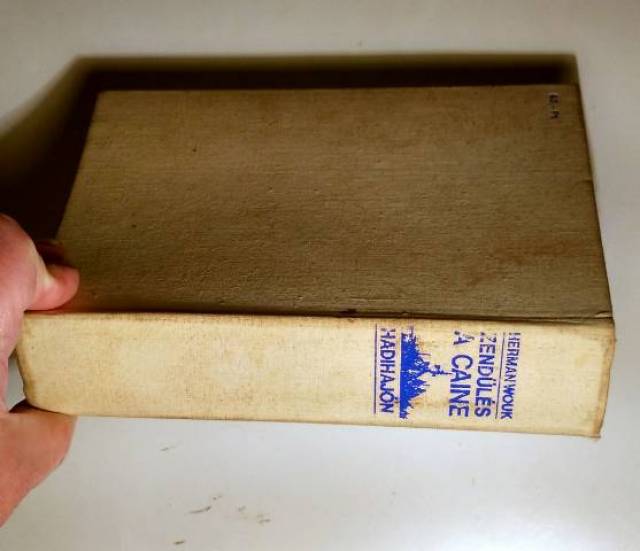 HERMAN WOUK
ZENDÜLÉS
A CAINE
HADIHAJÓN